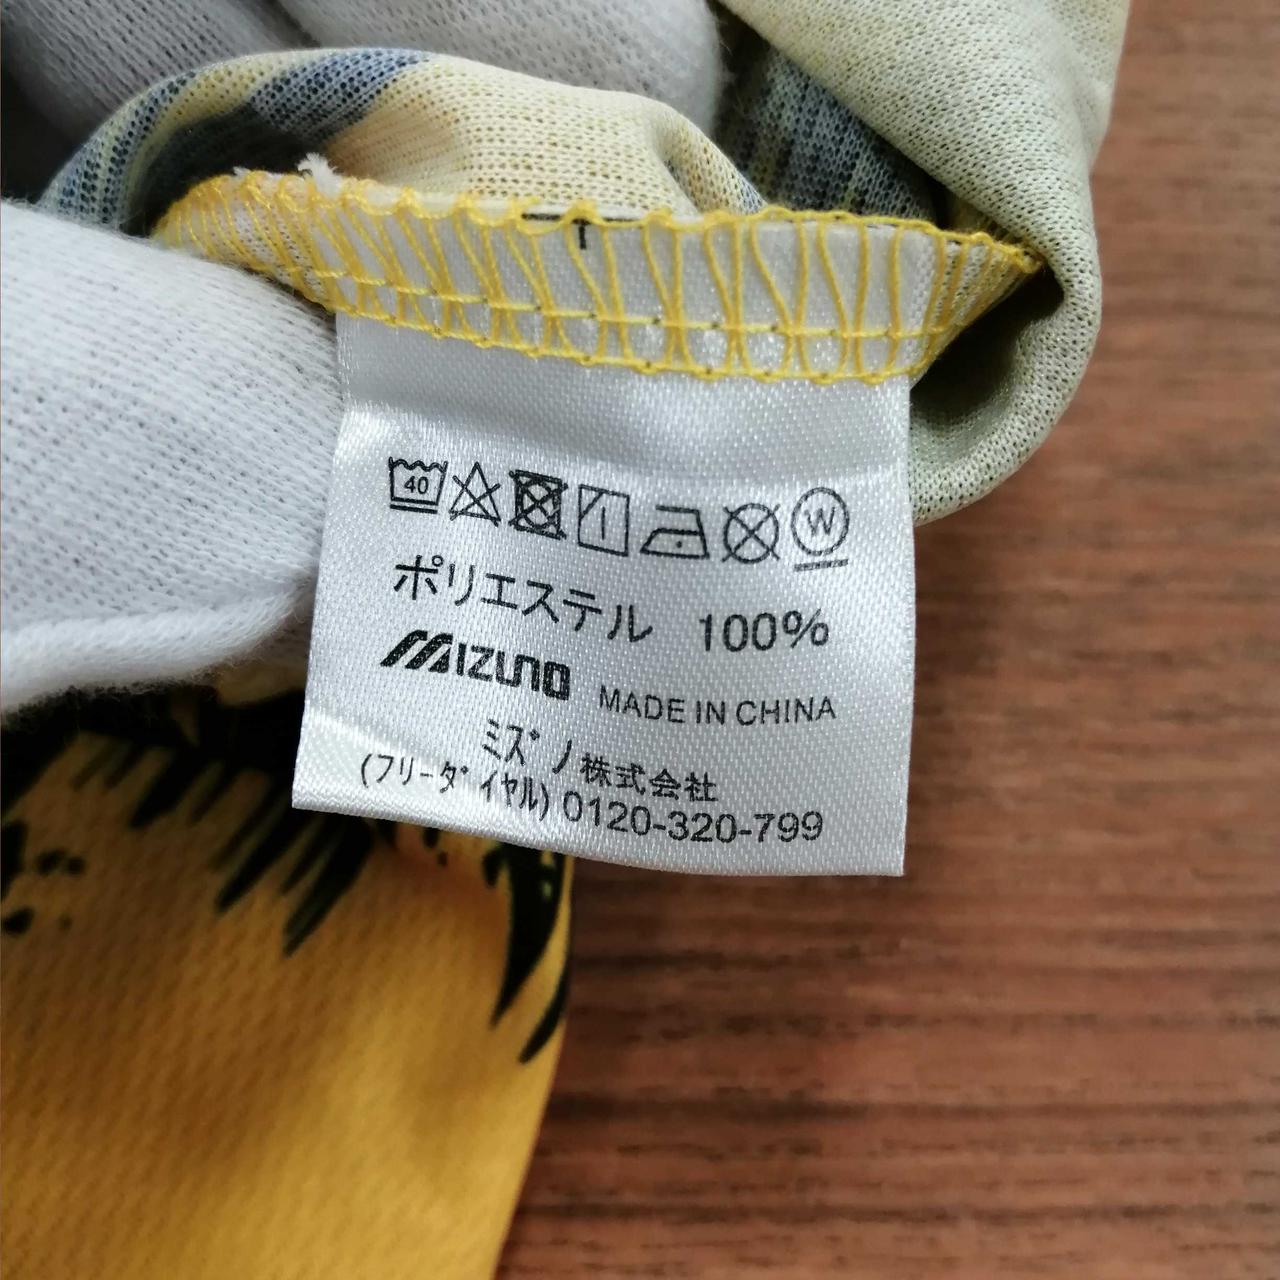 40
W
ポリエステル 100%
MIZUNO MADE IN CHINA
ミズノ株式会社
(フリーダイヤル) 0120-320-799